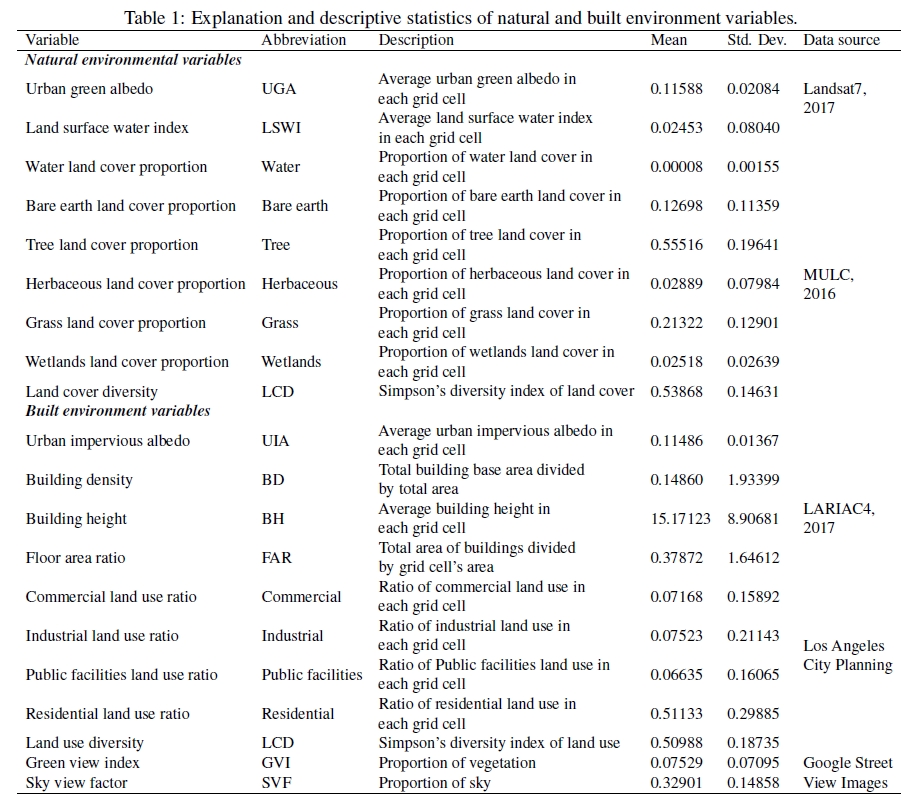 Table 1: Explanation and descriptive statistics of natural and built environment variables.
Variable Abbreviation Description Mean Std. Dev. Data source
Natural environmental variables
Urban green albedo UGA Average urban green albedo in each grid cell 0.11588 0.02084 Landsat7, 2017
Land surface water index LSWI Average land surface water index in each grid cell 0.02453 0.08040
Water land cover proportion Water Proportion of water land cover in each grid cell 0.00008 0.00155
Bare earth land cover proportion Bare earth Proportion of bare earth land cover in each grid cell 0.12698 0.11359
Tree land cover proportion Tree Proportion of tree land cover in each grid cell 0.55516 0.19641
Herbaceous land cover proportion Herbaceous Proportion of herbaceous land cover in each grid cell 0.02889 0.07984 MULC, 2016
Grass land cover proportion Grass Proportion of grass land cover in each grid cell 0.21322 0.12901
Wetlands land cover proportion Wetlands Proportion of wetlands land cover in each grid cell 0.02518 0.02639
Land cover diversity LCD Simpson's diversity index of land cover 0.53868 0.14631
Built environment variables
Urban impervious albedo UIA Average urban impervious albedo in each grid cell 0.11486 0.01367
Building density BD Total building base area divided by total area 0.14860 1.93399
Building height BH Average building height in each grid cell 15.17123 8.90681 LARIAC4, 2017
Floor area ratio FAR Total area of buildings divided by grid cell's area 0.37872 1.64612
Commercial land use ratio Commercial Ratio of commercial land use in each grid cell 0.07168 0.15892
Industrial land use ratio Industrial Ratio of industrial land use in each grid cell 0.07523 0.21143
Public facilities land use ratio Public facilities Ratio of Public facilities land use in each grid cell 0.06635 0.16065 Los Angeles City Planning
Residential land use ratio Residential Ratio of residential land use in each grid cell 0.51133 0.29885
Land use diversity LCD Simpson's diversity index of land use 0.50988 0.18735
Green view index GVI Proportion of vegetation 0.07529 0.07095 Google Street
Sky view factor SVF Proportion of sky 0.32901 0.14858 View Images